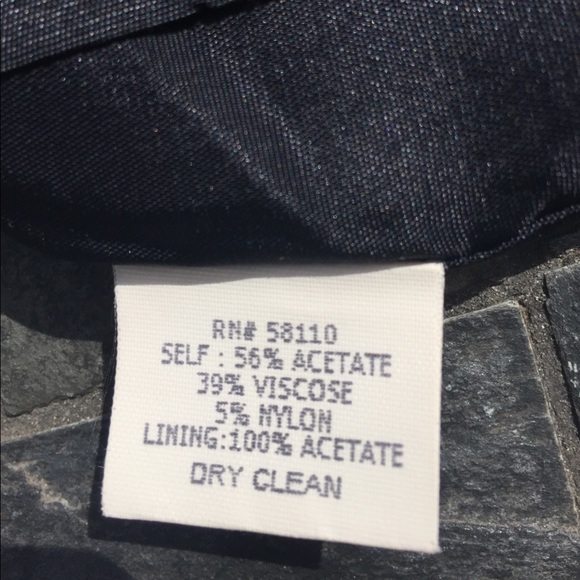 RN# 58110
SELF : 56% ACETATE
39% VISCOSE
5% NYLON
LINING:100% ACETATE
DRY CLEAN